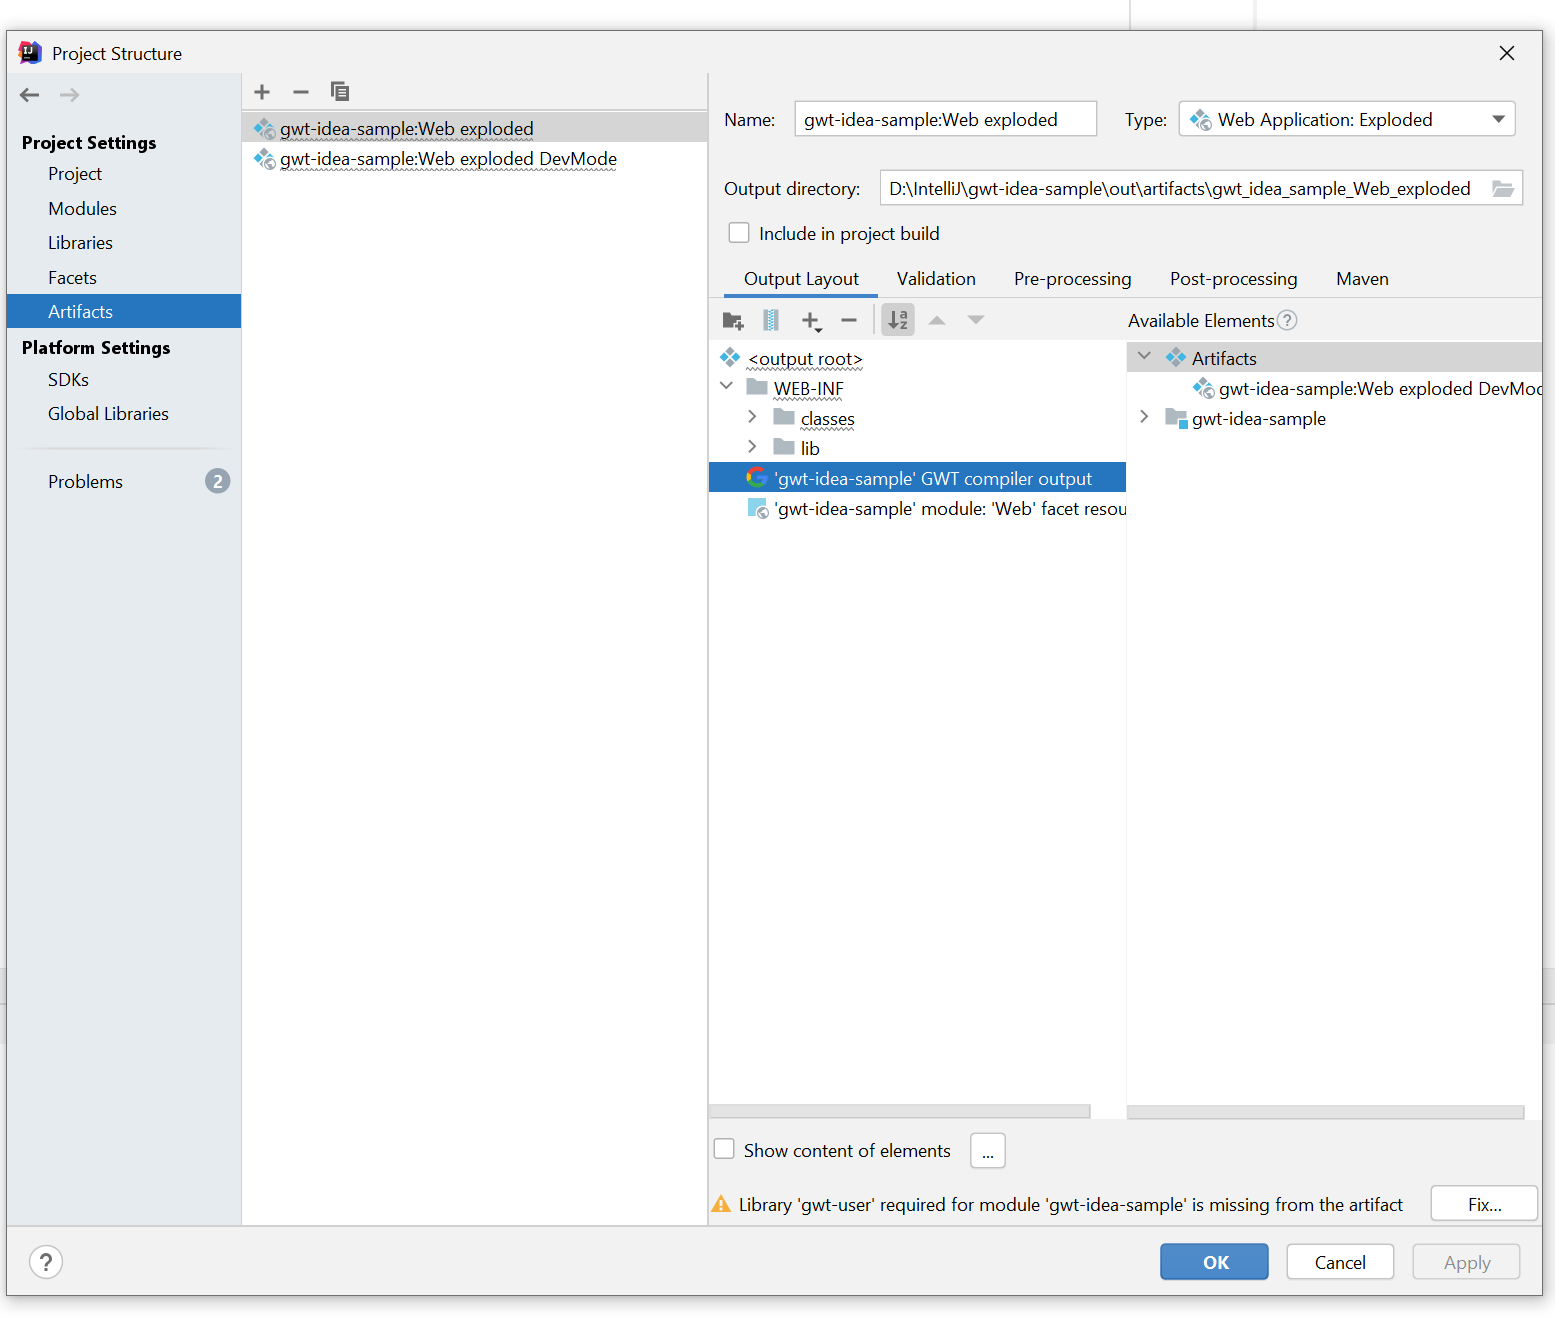 Project Structure
Project Settings
Project
Modules
Libraries
Facets
Artifacts
Platform Settings
SDKs
Global Libraries
Problems
2
gwt-idea-sample:Web exploded
gwt-idea-sample:Web exploded DevMode
Name: gwt-idea-sample:Web exploded Type: Web Application: Exploded
Output directory: D:\IntelliJ\gwt-idea-sample\out\artifacts\gwt_idea_sample_Web_exploded
Include in project build
Output Layout Validation Pre-processing Post-processing Maven
Available Elements ?
<output root>
WEB-INF
classes
lib
'gwt-idea-sample' GWT compiler output
'gwt-idea-sample' module: 'Web' facet resou
Artifacts
gwt-idea-sample:Web exploded DevMod
gwt-idea-sample
Show content of elements ...
Library 'gwt-user' required for module 'gwt-idea-sample' is missing from the artifact Fix...
? OK Cancel Apply